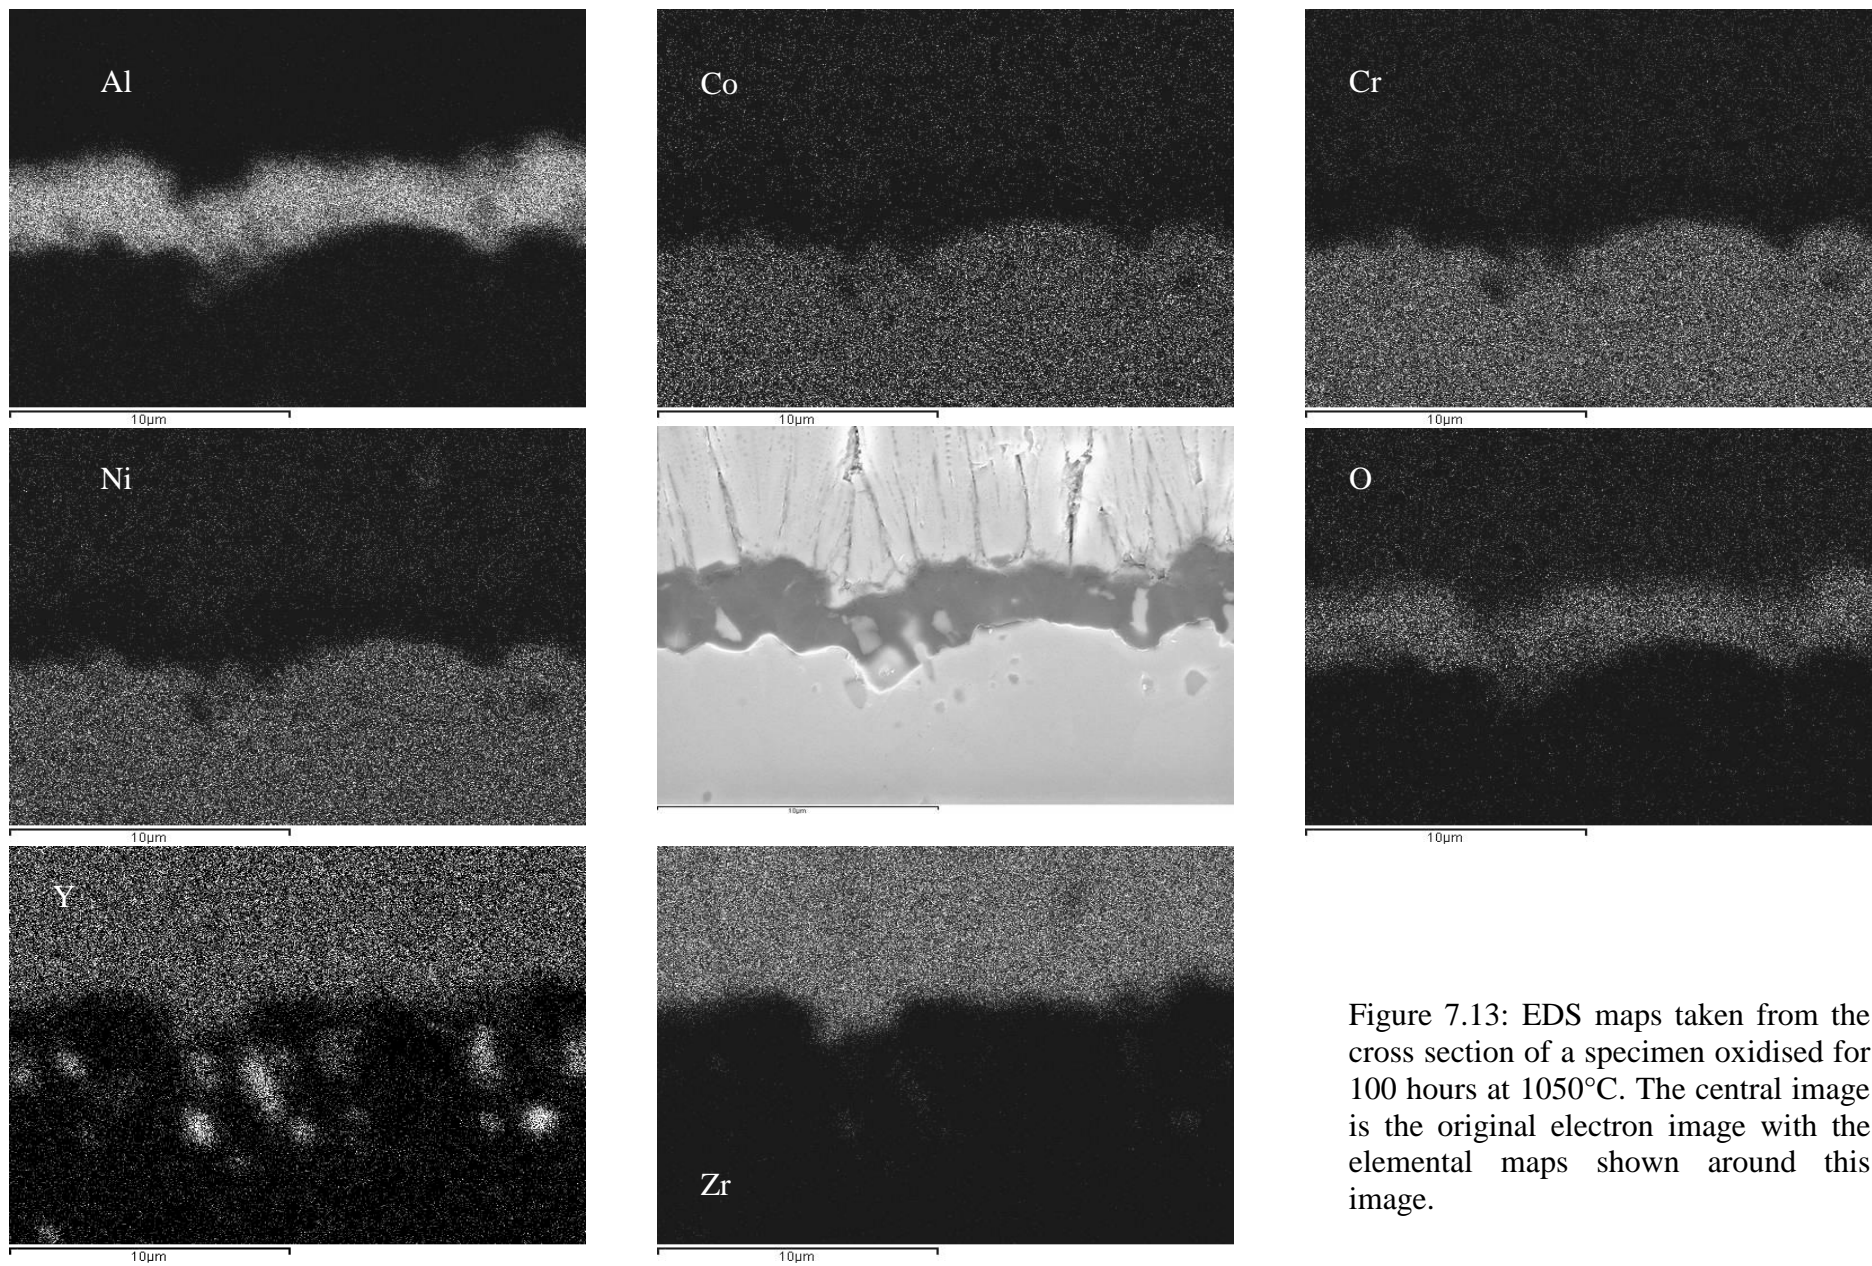 Al
Co
Cr
10μm
10μm
10μm
Ni
O
10μm
10μm
10μm
Y
Zr
10μm
10μm
Figure 7.13: EDS maps taken from the
cross section of a specimen oxidised for
100 hours at 1050°C. The central image
is the original electron image with the
elemental maps shown around this
image.